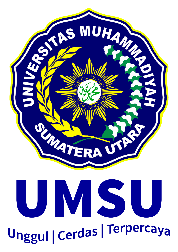 UNIVERSITAS MUHAMMADIYAH
SUMATERA UTARA
UMSU
Unggul | Cerdas | Terpercaya